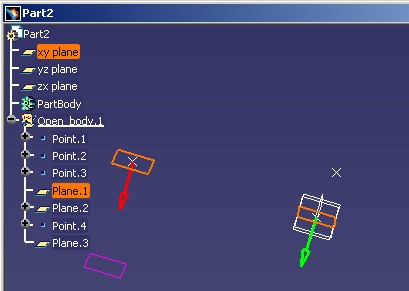 Part2
Part2
xy plane
yz plane
zx plane
PartBody
Open_body.1
Point.1
Point.2
Point.3
Plane.1
Plane.2
Point.4
Plane.3